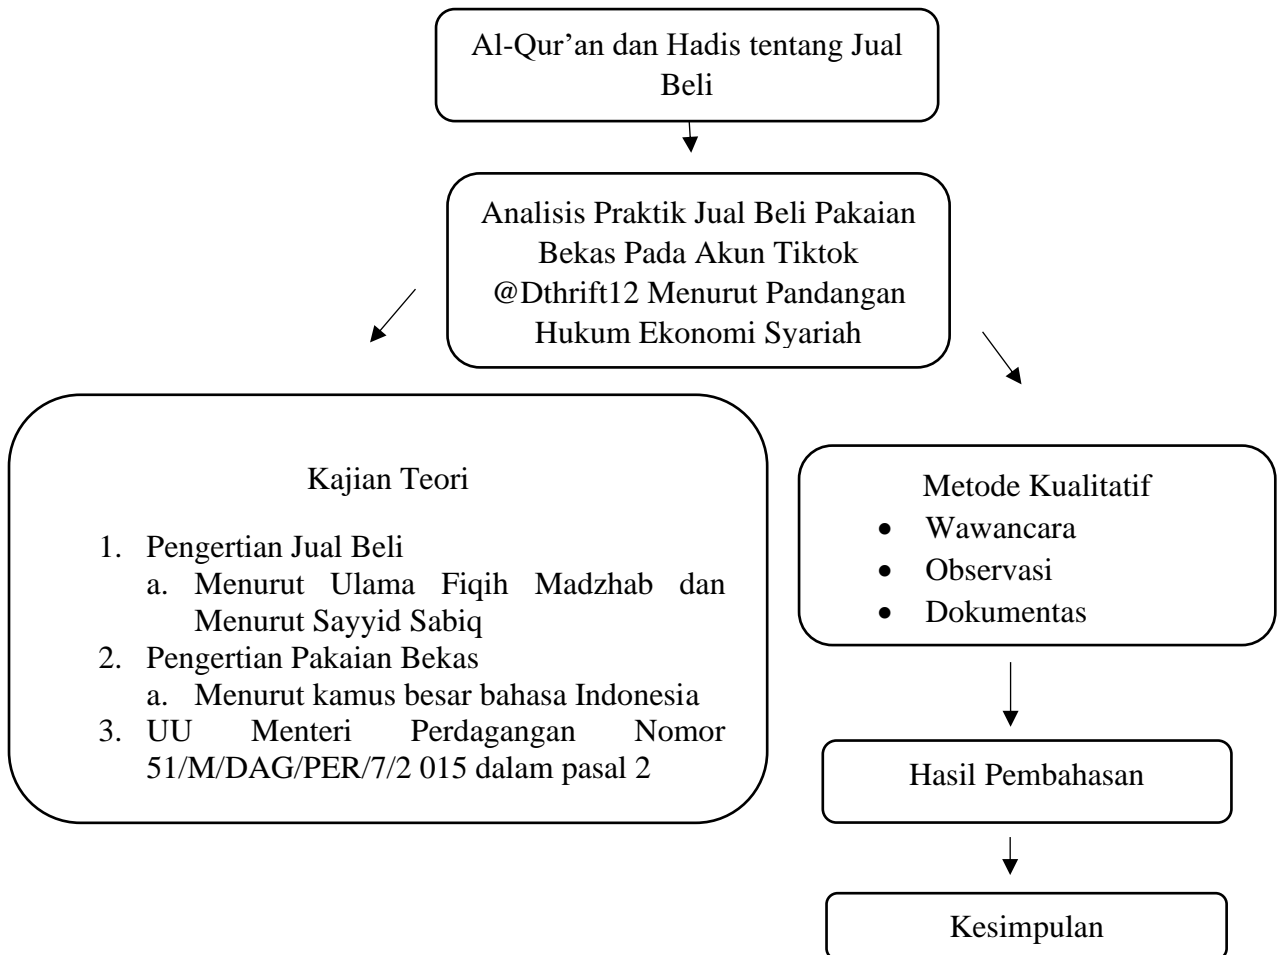 Al-Qur’an dan Hadis tentang Jual
Beli
Analisis Praktik Jual Beli Pakaian
Bekas Pada Akun Tiktok
@Dthrift12 Menurut Pandangan
Hukum Ekonomi Syariah
Kajian Teori
1. Pengertian Jual Beli
a. Menurut Ulama Fiqih Madzhab dan
Menurut Sayyid Sabiq
2. Pengertian Pakaian Bekas
a. Menurut kamus besar bahasa Indonesia
3. UU Menteri Perdagangan Nomor
51/M/DAG/PER/7/2 015 dalam pasal 2
Metode Kualitatif
• Wawancara
• Observasi
• Dokumentas
Hasil Pembahasan
Kesimpulan